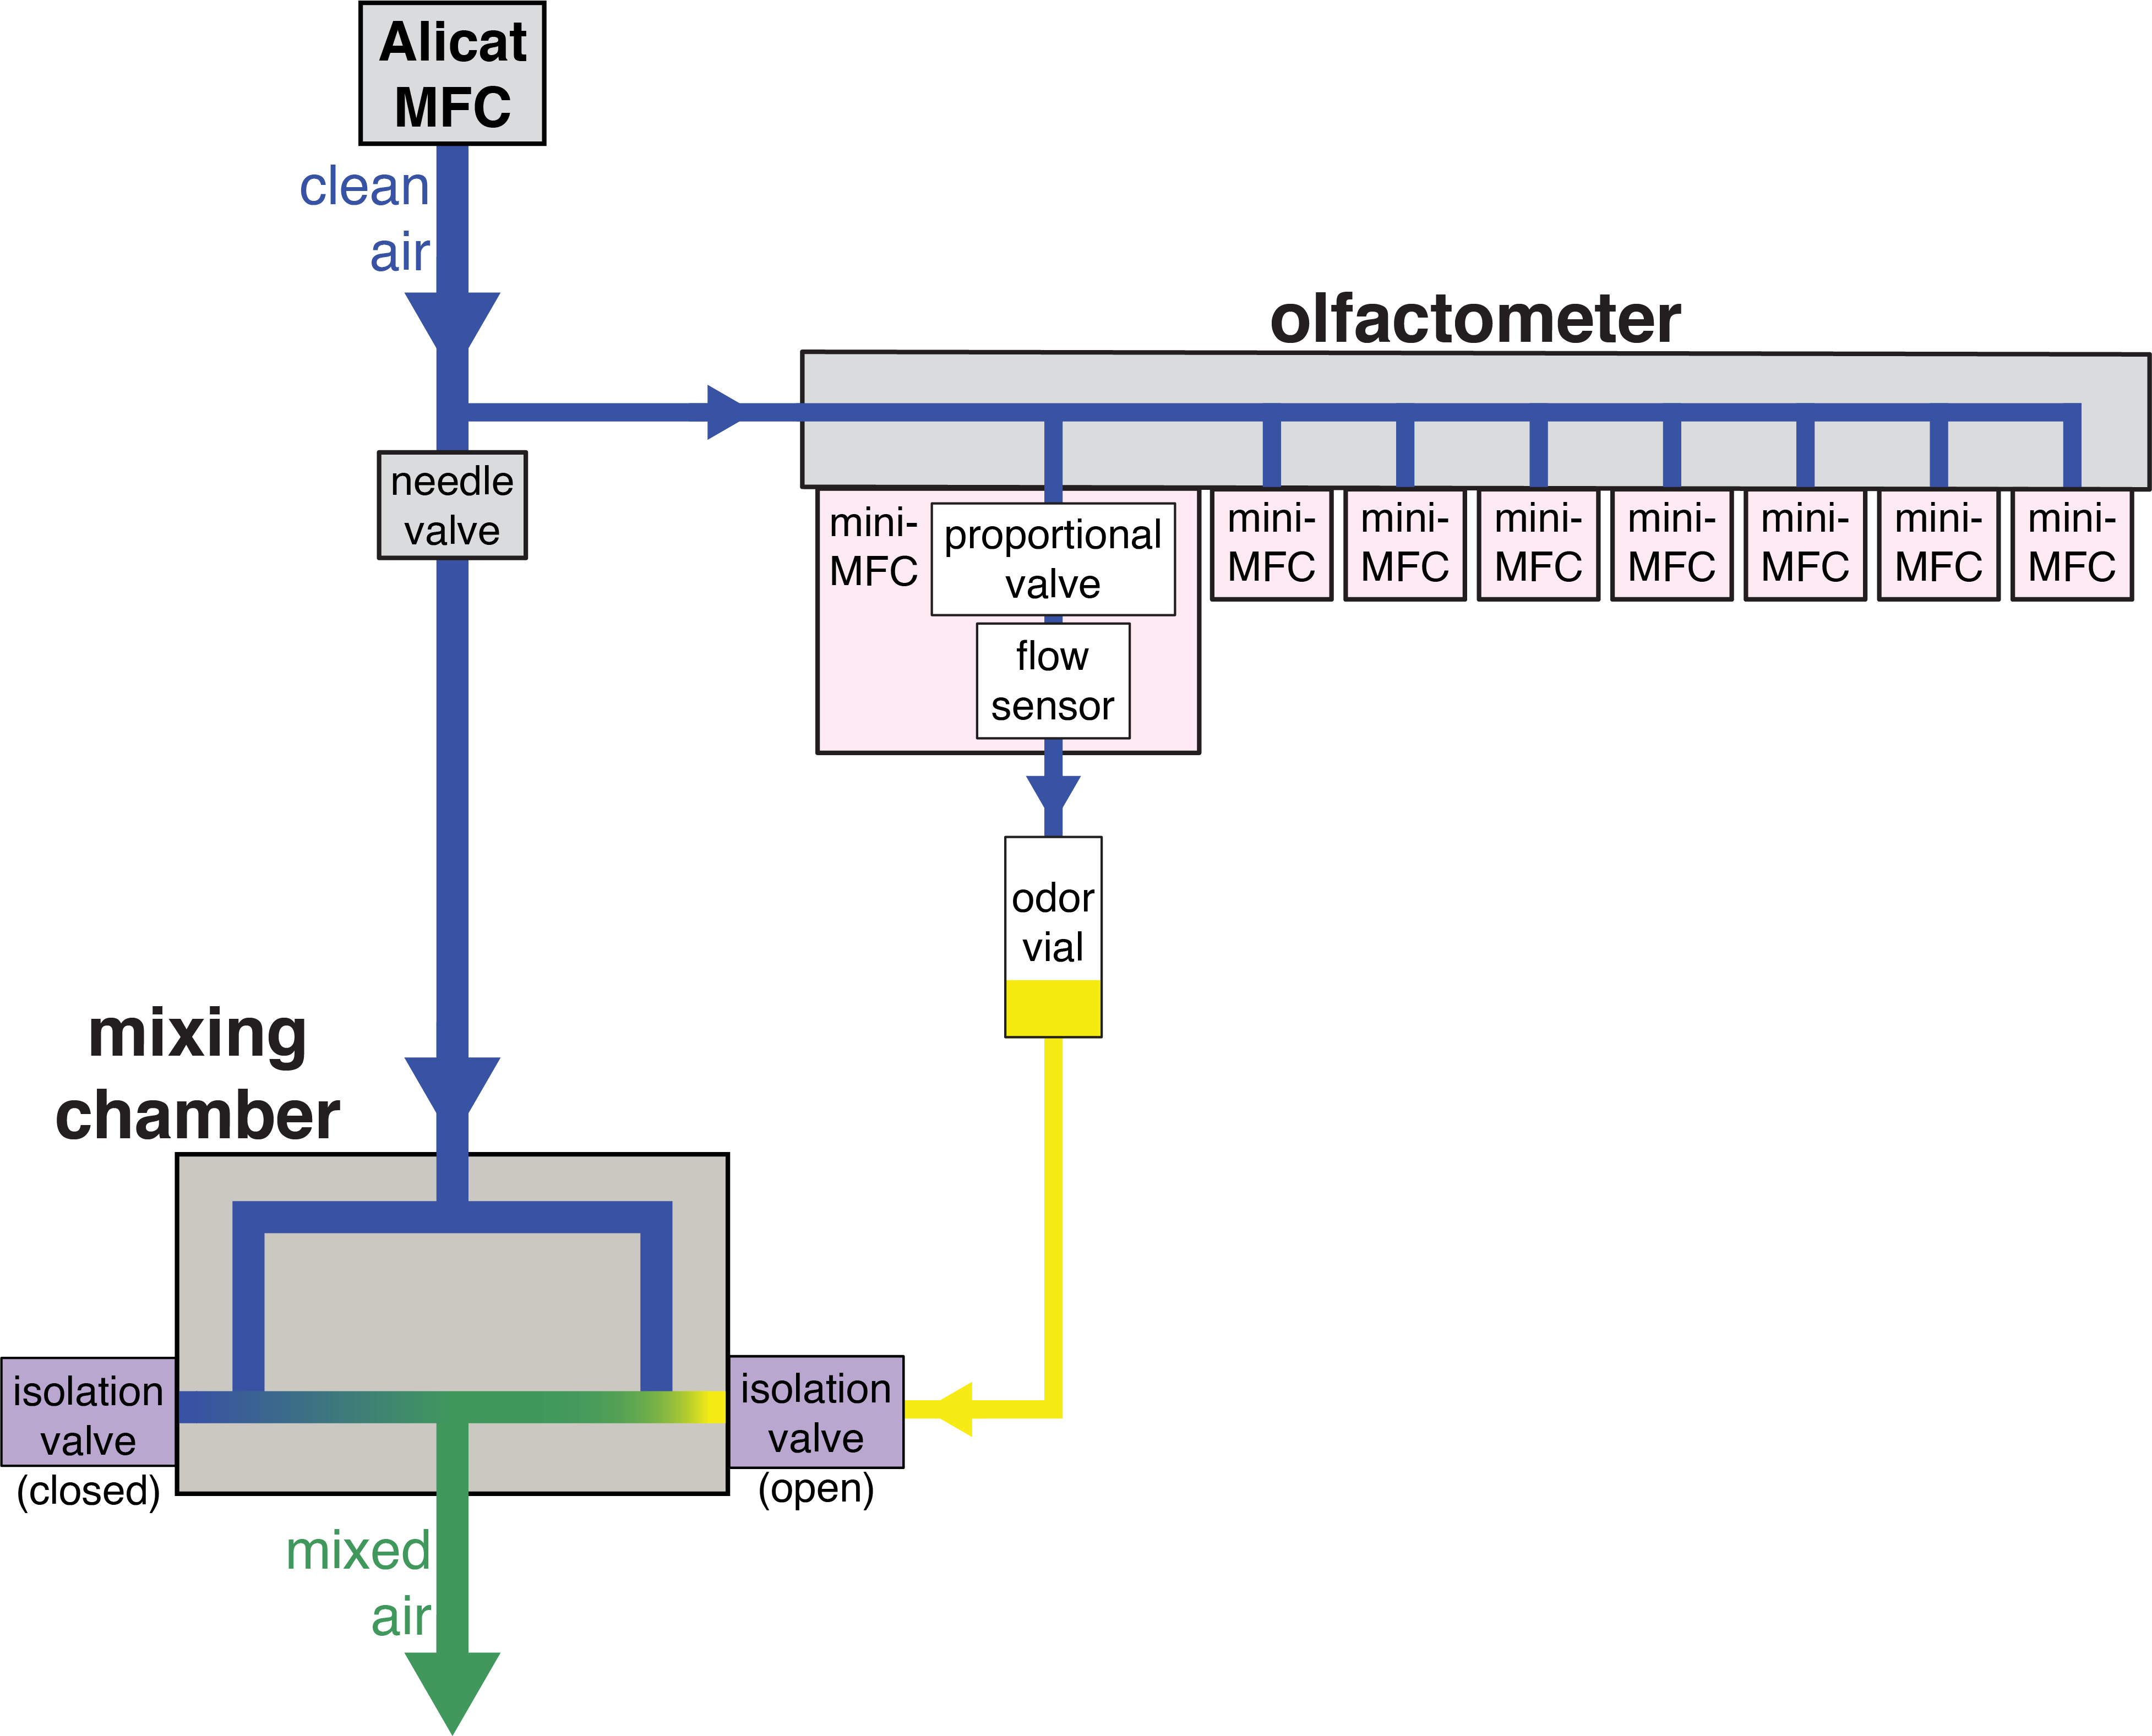 Alicat
MFC
clean
air
olfactometer
needle
valve
mini-
MFC
proportional
valve
flow
sensor
mini-
MFC
mini-
MFC
mini-
MFC
mini-
MFC
mini-
MFC
mini-
MFC
mini-
MFC
odor
vial
mixing
chamber
isolation
valve
(closed)
isolation
valve
(open)
mixed
air